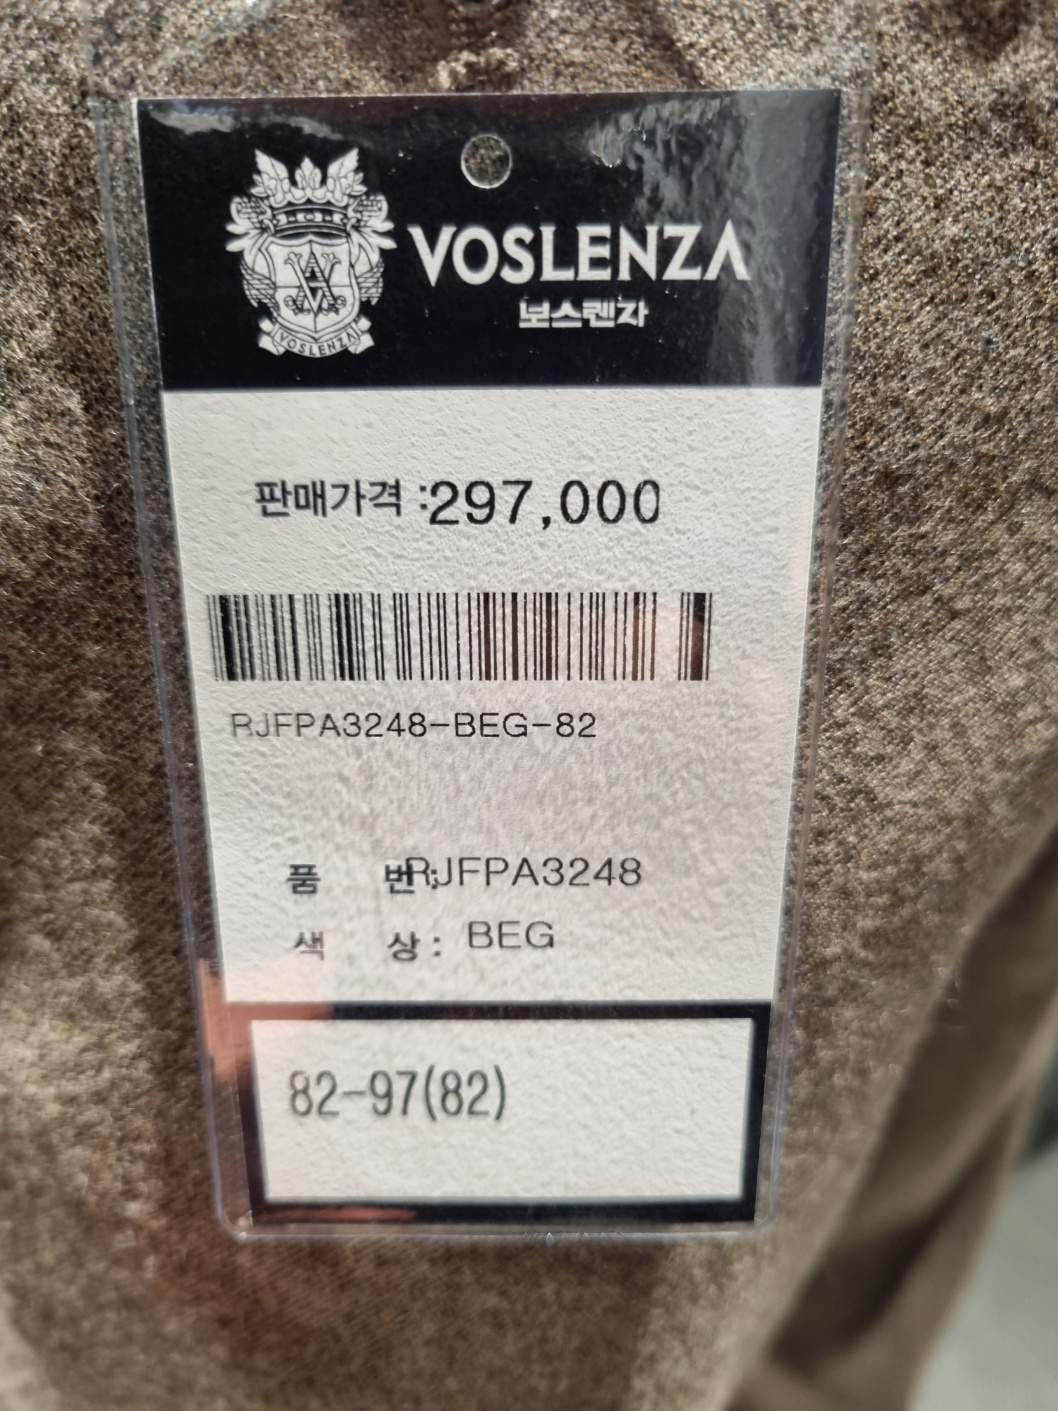 VOSLENZA
보스렌자
VOSLENZA
판매가격 :297,000
RJFPA3248-BEG-82
품 번: RJFPA3248
색 상: BEG
82-97(82)